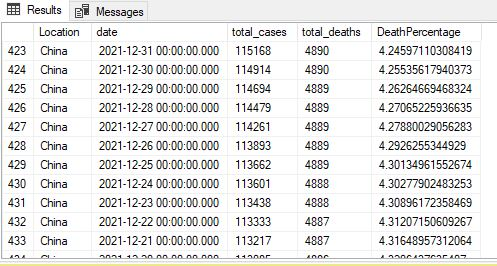 Results Messages
Location date total_cases total_deaths DeathPercentage
423 China 2021-12-31 00:00:00.000 115168 4890 4.24597110308419
424 China 2021-12-30 00:00:00.000 114914 4890 4.25535617940373
425 China 2021-12-29 00:00:00.000 114694 4889 4.26264669468324
426 China 2021-12-28 00:00:00.000 114479 4889 4.27065225936635
427 China 2021-12-27 00:00:00.000 114261 4889 4.27880029056283
428 China 2021-12-26 00:00:00.000 113893 4889 4.2926255344929
429 China 2021-12-25 00:00:00.000 113662 4889 4.30134961552674
430 China 2021-12-24 00:00:00.000 113601 4888 4.30277902483253
431 China 2021-12-23 00:00:00.000 113438 4888 4.30896172358469
432 China 2021-12-22 00:00:00.000 113333 4887 4.31207150609267
433 China 2021-12-21 00:00:00.000 113217 4887 4.31648957312064